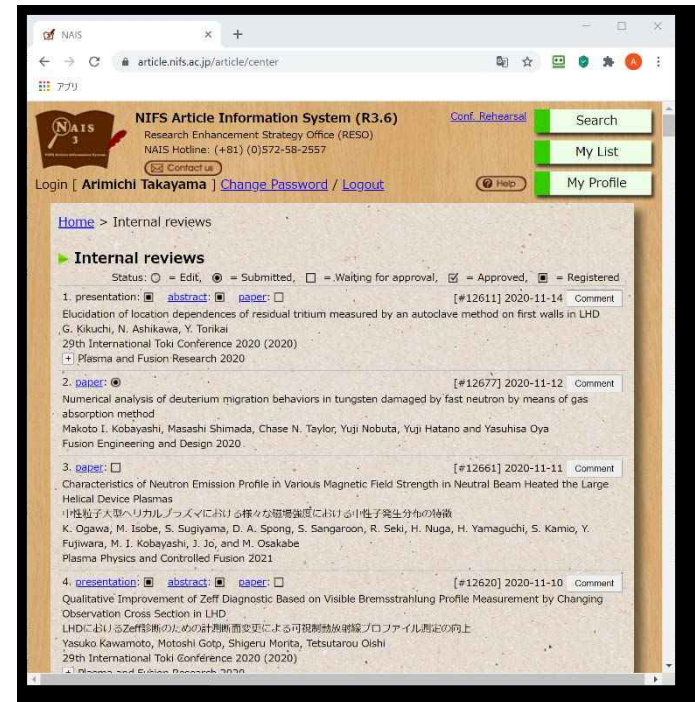 NAIS
article.nifs.ac.jp/article/center
A
アプリ
NAIS
3
NIFS Article Information System (R3.6)
Research Enhancement Strategy Office (RESO)
NAIS Hotline: (+81) (0)572-58-2557
Contact us
Conf. Rehearsal
Search
My List
My Profile
Login [ Arimichi Takayama ] Change Password / Logout
Help
Home > Internal reviews
Internal reviews
Status: ○ = Edit, ◉ = Submitted, □ = Waiting for approval, ☑ = Approved, ▣ = Registered
1. presentation: ▣ abstract: ▣ paper: □ [#12611] 2020-11-14 Comment
Elucidation of location dependences of residual tritium measured by an autoclave method on first walls in LHD
G. Kikuchi, N. Ashikawa, Y. Torikai
29th International Toki Conference 2020 (2020)
+ Plasma and Fusion Research 2020
2. paper: ◉ [#12677] 2020-11-12 Comment
Numerical analysis of deuterium migration behaviors in tungsten damaged by fast neutron by means of gas
absorption method
Makoto I. Kobayashi, Masashi Shimada, Chase N. Taylor, Yuji Nobuta, Yuji Hatano and Yasuhisa Oya
Fusion Engineering and Design 2020
3. paper: □ [#12661] 2020-11-11 Comment
Characteristics of Neutron Emission Profile in Various Magnetic Field Strength in Neutral Beam Heated the Large
Helical Device Plasmas
中性粒子大型ヘリカルプラズマにおける様々な磁場強度における中性子発生分布の特徴
K. Ogawa, M. Isobe, S. Sugiyama, D. A. Spong, S. Sangaroon, R. Seki, H. Nuga, H. Yamaguchi, S. Kamio, Y.
Fujiwara, M. I. Kobayashi, J. Jo, and M. Osakabe
Plasma Physics and Controlled Fusion 2021
4. presentation: ▣ abstract: ▣ paper: □ [#12620] 2020-11-10 Comment
Qualitative Improvement of Zeff Diagnostic Based on Visible Bremsstrahlung Profile Measurement by Changing
Observation Cross Section in LHD
LHDにおけるZeff診断のための計測断面変更による可視制動放射線プロファイル測定の向上
Yasuko Kawamoto, Motoshi Gotp, Shigeru Morita, Tetsutarou Oishi
29th International Toki Conference 2020 (2020)
+ Plasma and Fusion Research 2020